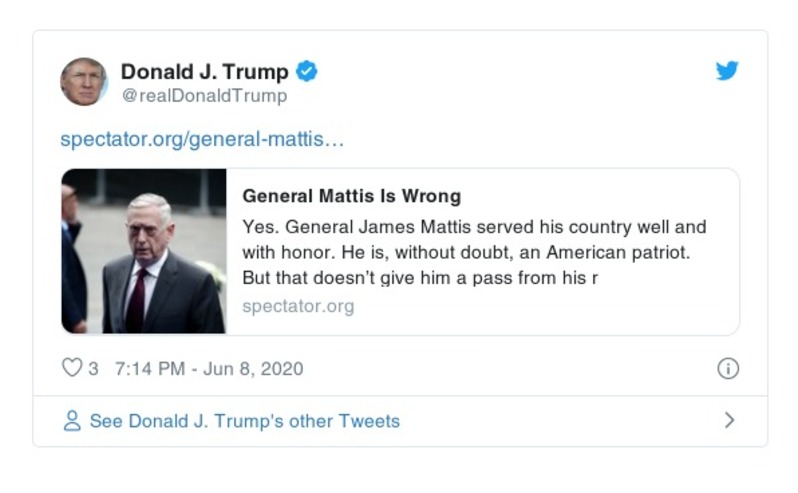 Donald J. Trump
@realDonaldTrump
spectator.org/general-mattis…
General Mattis Is Wrong
Yes. General James Mattis served his country well and
with honor. He is, without doubt, an American patriot.
But that doesn't give him a pass from his r
spectator.org
3 7:14 PM - Jun 8, 2020
See Donald J. Trump's other Tweets